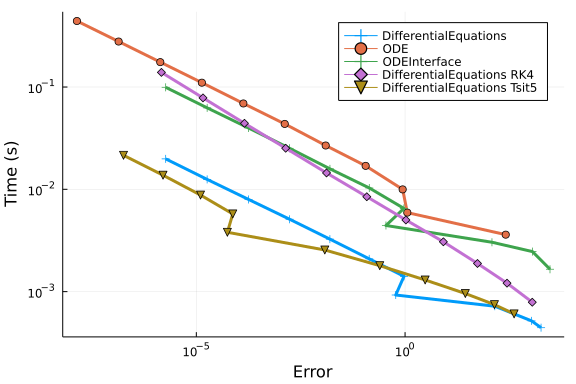 DifferentialEquations
ODE
ODEInterface
DifferentialEquations RK4
DifferentialEquations Tsit5
10⁻¹
10⁻²
10⁻³
Time (s)
10⁻⁵
10⁰
Error